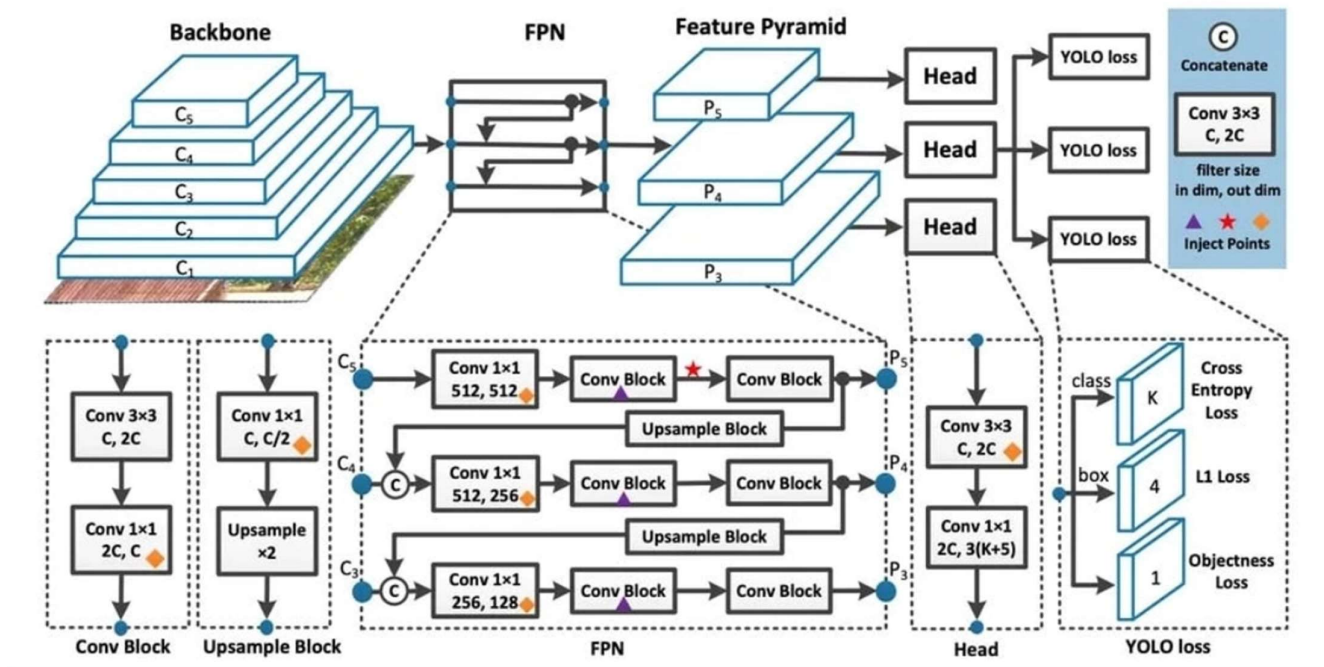 Backbone
FPN
Feature Pyramid
C5
C4
C3
C2
C1
P5
P4
P3
Head
Head
Head
YOLO loss
YOLO loss
YOLO loss
C
Concatenate
Conv 3×3
C, 2C
filter size
in dim, out dim
Inject Points
Conv 3×3
C, 2C
Conv 1×1
2C, C
Conv Block
Conv 1×1
C, C/2
Upsample
×2
Upsample Block
C5
Conv 1×1
512, 512
Conv Block
Conv Block
P5
Upsample Block
C4
C
Conv 1×1
512, 256
Conv Block
Conv Block
P4
Upsample Block
C3
C
Conv 1×1
256, 128
Conv Block
Conv Block
P3
FPN
Conv 3×3
C, 2C
Conv 1×1
2C, 3(K+5)
Head
class
K
Cross
Entropy
Loss
box
4
L1 Loss
1
Objectness
Loss
YOLO loss